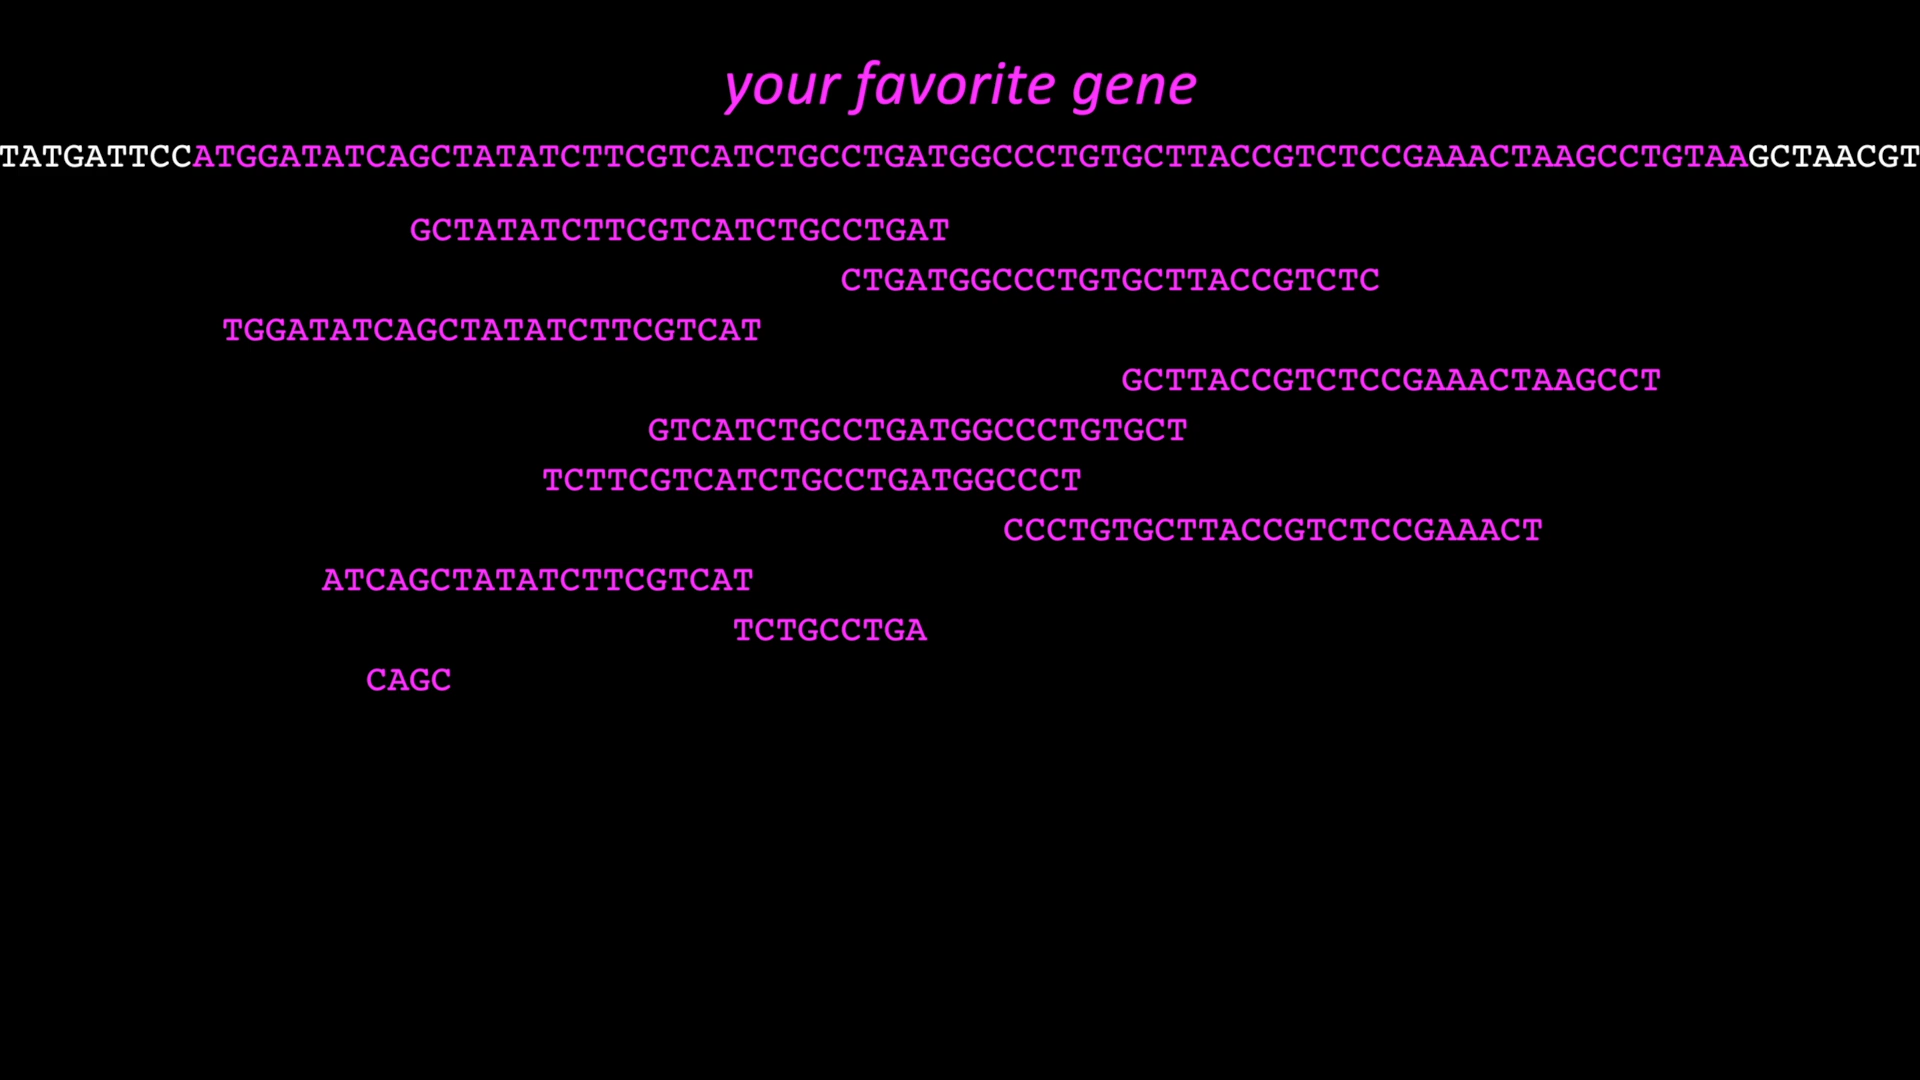 your favorite gene
TATGATTCCATGGATATCAGCTATATCTTCGTCATCTGCCTGATGGCCCTGTGCTTACCGTCTCCGAAACTAAGCCTGTAAGCTAACGT
GCTATATCTTCGTCATCTGCCTGAT
CTGATGGCCCTGTGCTTACCGTCTC
TGGATATCAGCTATATCTTCGTCAT
GCTTACCGTCTCCGAAACTAAGCCT
GTCATCTGCCTGATGGCCCTGTGCT
TCTTCGTCATCTGCCTGATGGCCCT
CCCTGTGCTTACCGTCTCCGAAACT
ATCAGCTATATCTTCGTCAT
TCTGCCTGA
CAGC